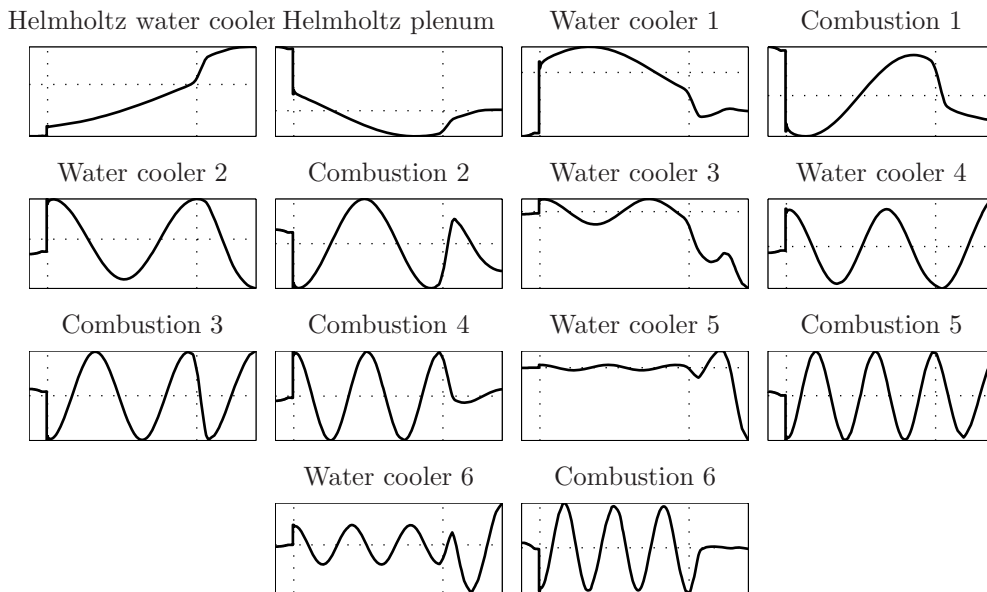 Helmholtz water cooler Helmholtz plenum Water cooler 1 Combustion 1
Water cooler 2 Combustion 2 Water cooler 3 Water cooler 4
Combustion 3 Combustion 4 Water cooler 5 Combustion 5
Water cooler 6 Combustion 6